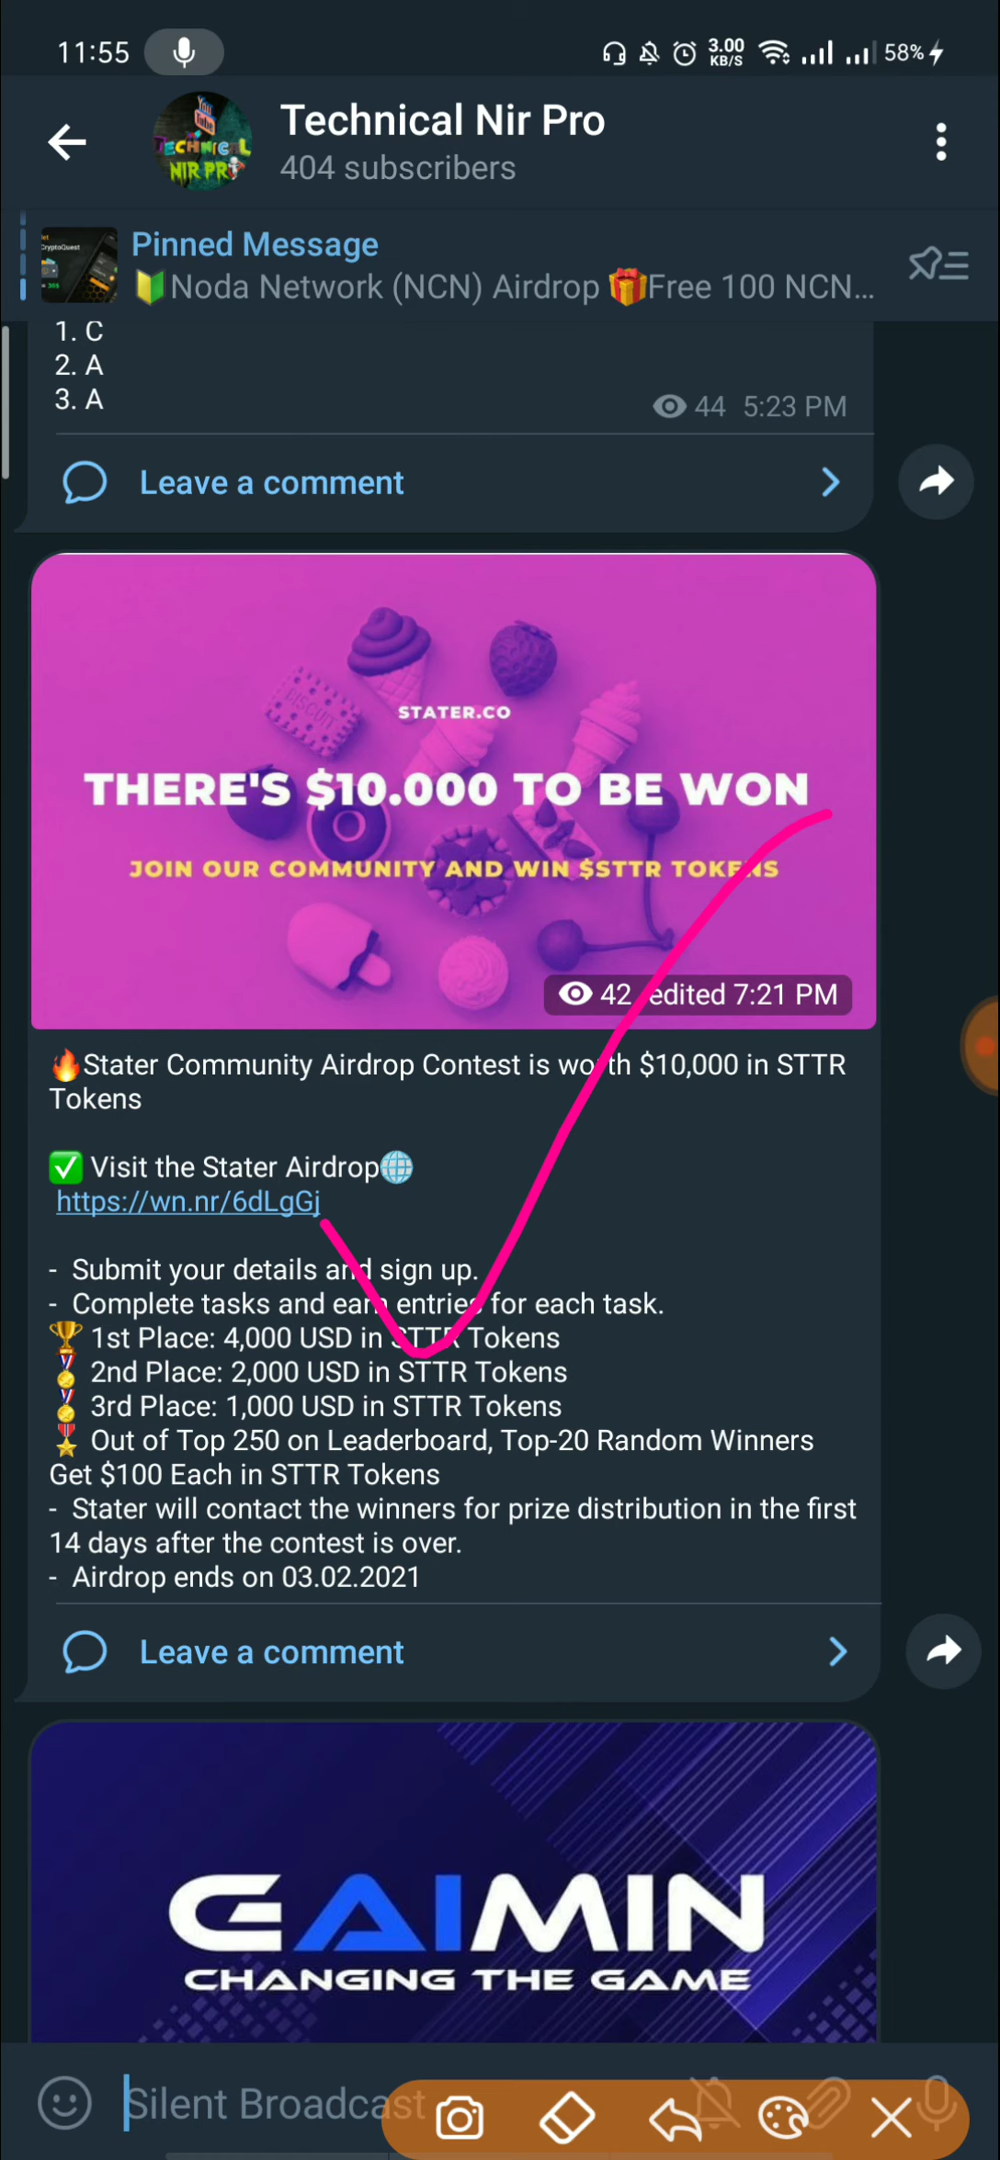 11:55
3.00
KB/S
58%
Technical Nir Pro
404 subscribers
You
Tube
TECHNICAL
NIR PRO
CryptoQuest
Pinned Message
🔰Noda Network (NCN) Airdrop 🎁Free 100 NCN...
1. C
2. A
3. A
44 5:23 PM
Leave a comment
BISCUIT
STATER.CO
THERE'S $10.000 TO BE WON
JOIN OUR COMMUNITY AND WIN $STTR TOKENS
42 edited 7:21 PM
🔥Stater Community Airdrop Contest is worth $10,000 in STTR
Tokens
✅ Visit the Stater Airdrop🌐
https://wn.nr/6dLgGj
- Submit your details and sign up.
- Complete tasks and earn entries for each task.
🏆 1st Place: 4,000 USD in STTR Tokens
🏅 2nd Place: 2,000 USD in STTR Tokens
🏅 3rd Place: 1,000 USD in STTR Tokens
🎖 Out of Top 250 on Leaderboard, Top-20 Random Winners
Get $100 Each in STTR Tokens
- Stater will contact the winners for prize distribution in the first
14 days after the contest is over.
- Airdrop ends on 03.02.2021
Leave a comment
GAIMIN
CHANGING THE GAME
Silent Broadcast